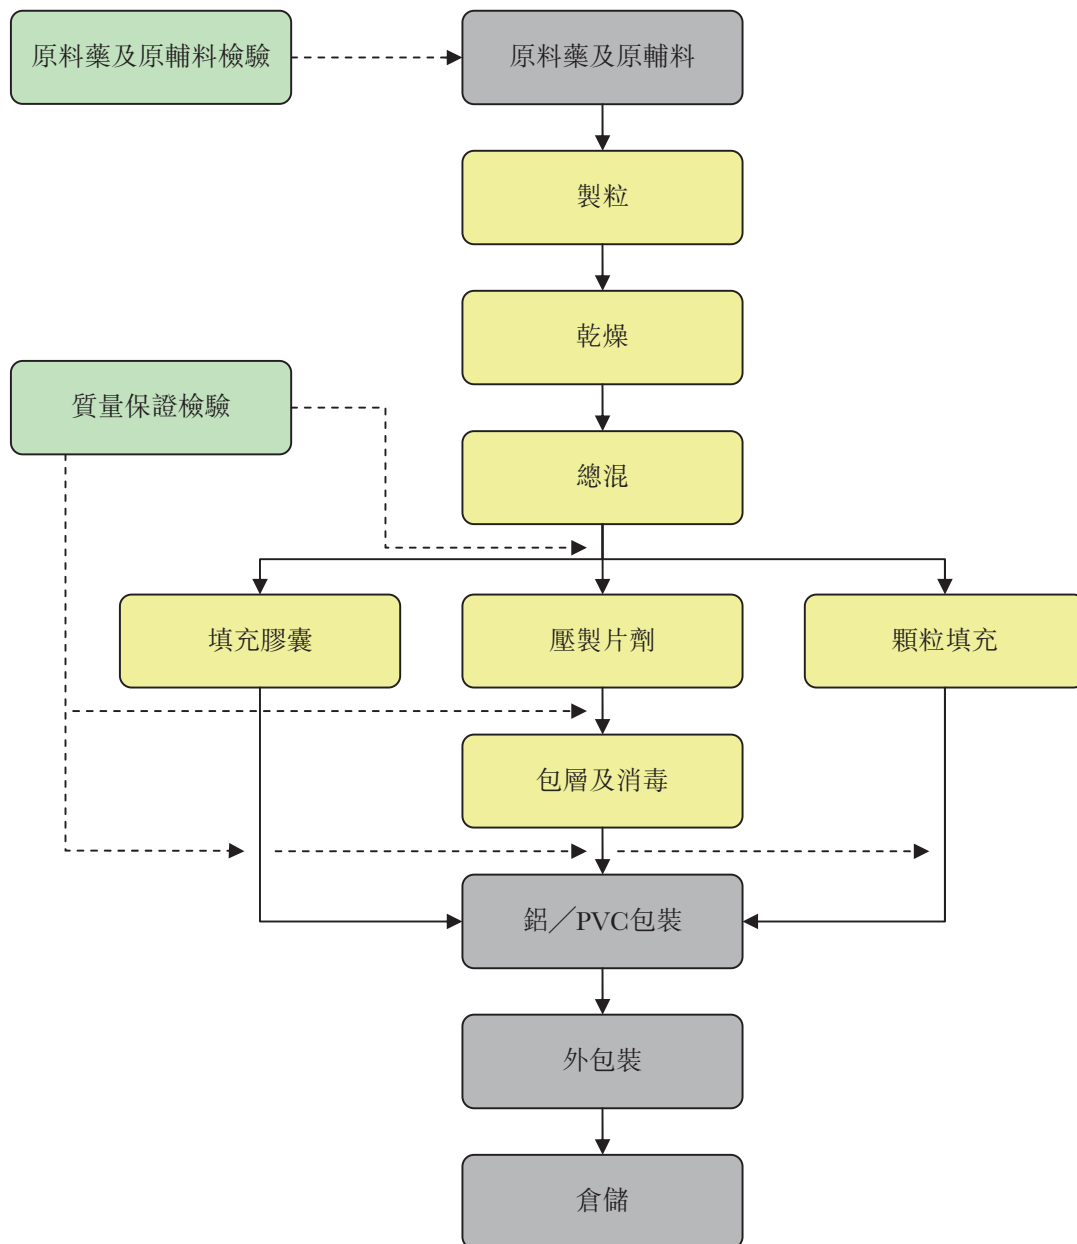 原料藥及原輔料檢驗
原料藥及原輔料
製粒
乾燥
質量保證檢驗
總混
填充膠囊
壓製片劑
顆粒填充
包層及消毒
鋁／PVC包裝
外包裝
倉儲